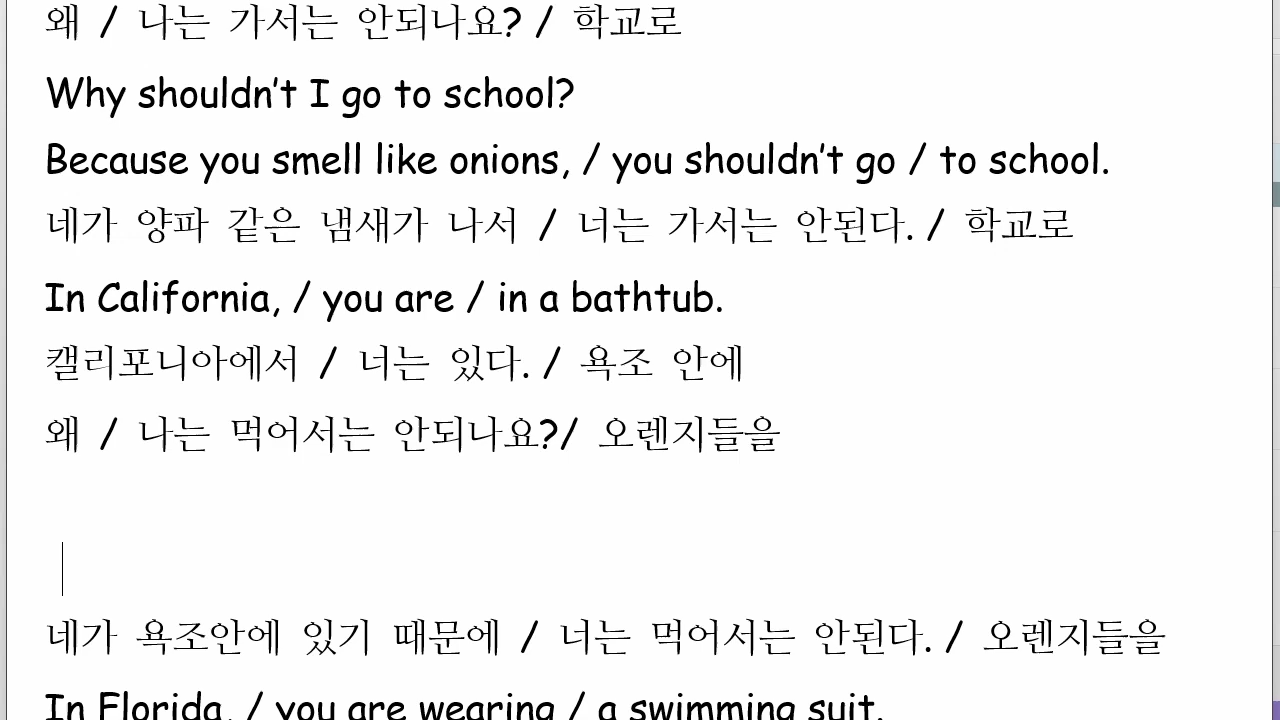 왜 / 나는 가서는 안되나요? / 학교로
Why shouldn’t I go to school?
Because you smell like onions, / you shouldn’t go / to school.
네가 양파 같은 냄새가 나서 / 너는 가서는 안된다. / 학교로
In California, / you are / in a bathtub.
캘리포니아에서 / 너는 있다. / 욕조 안에
왜 / 나는 먹어서는 안되나요?/ 오렌지들을
네가 욕조안에 있기 때문에 / 너는 먹어서는 안된다. / 오렌지들을
In Florida, / you are wearing / a swimming suit.